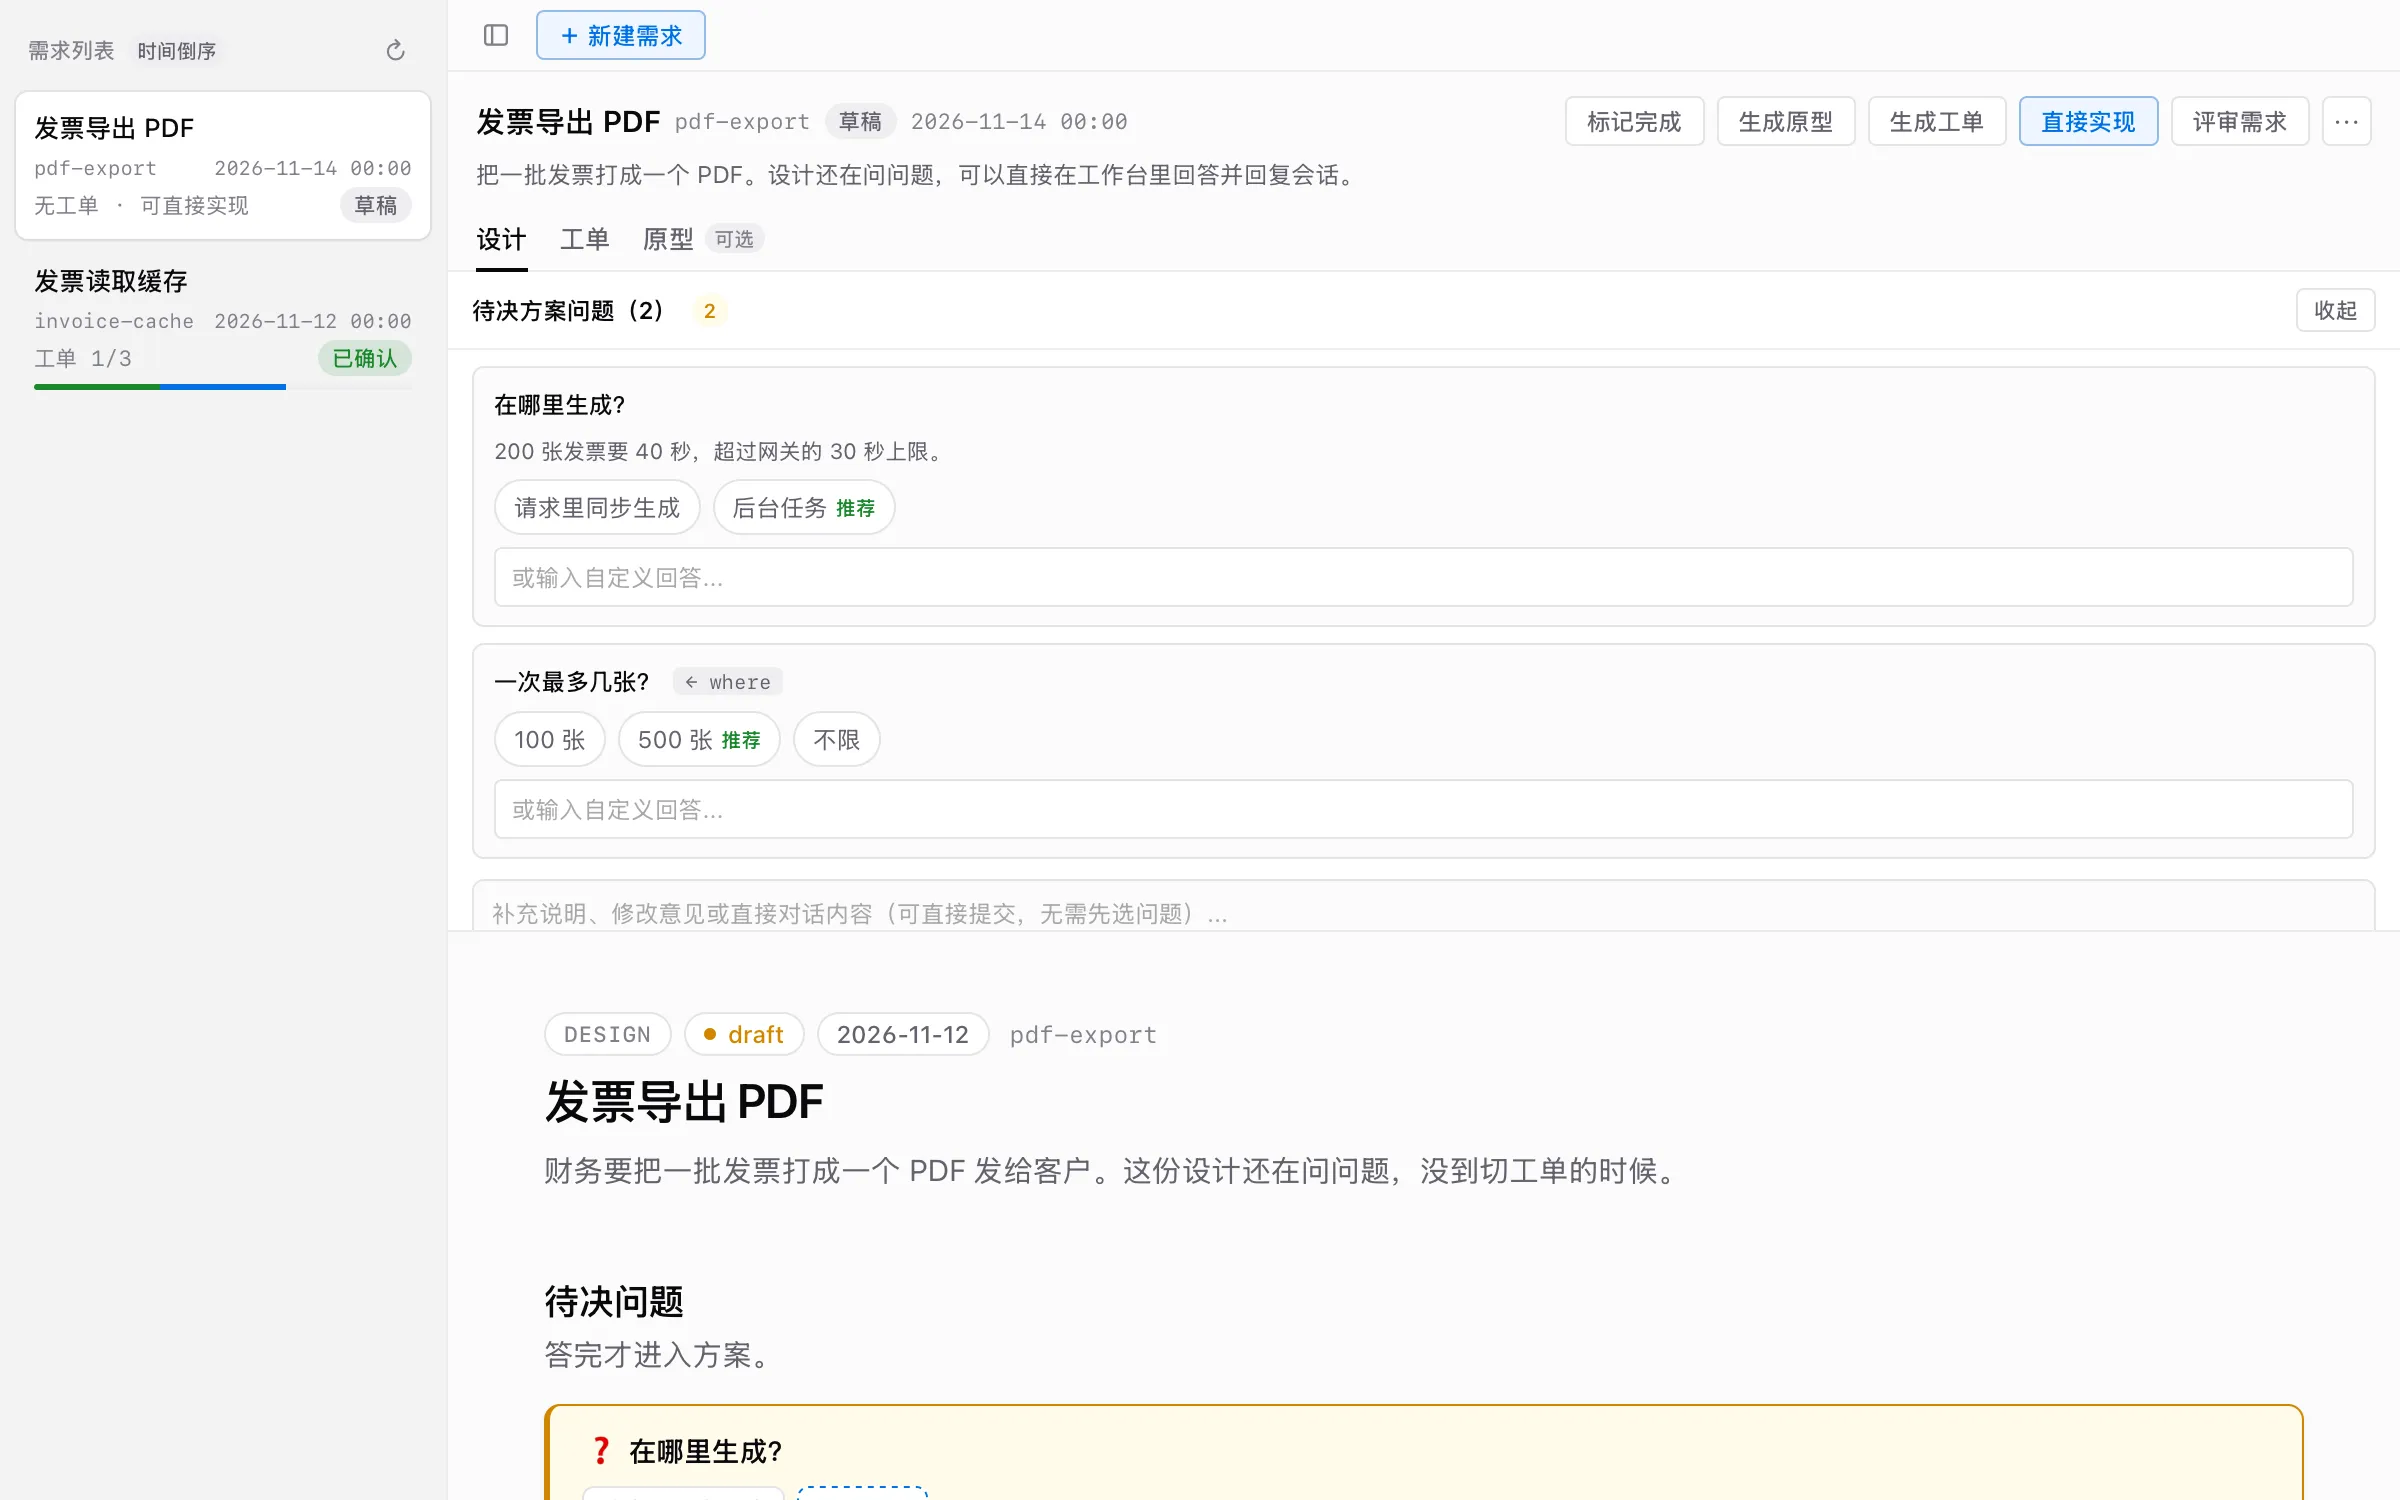 需求列表 时间倒序
发票导出 PDF
pdf-export 2026-11-14 00:00
无工单 · 可直接实现 草稿
发票读取缓存
invoice-cache 2026-11-12 00:00
工单 1/3 已确认
+ 新建需求
发票导出 PDF pdf-export 草稿 2026-11-14 00:00
标记完成 生成原型 生成工单 直接实现 评审需求 ···
把一批发票打成一个 PDF。设计还在问问题，可以直接在工作台里回答并回复会话。
设计 工单 原型 可选
待决方案问题（2） 2 收起
在哪里生成？
200 张发票要 40 秒，超过网关的 30 秒上限。
请求里同步生成 后台任务 推荐
或输入自定义回答...
一次最多几张？ ← where
100 张 500 张 推荐 不限
或输入自定义回答...
补充说明、修改意见或直接对话内容（可直接提交，无需先选问题）...
DESIGN draft 2026-11-12 pdf-export
发票导出 PDF
财务要把一批发票打成一个 PDF 发给客户。这份设计还在问问题，没到切工单的时候。
待决问题
答完才进入方案。
❓ 在哪里生成？